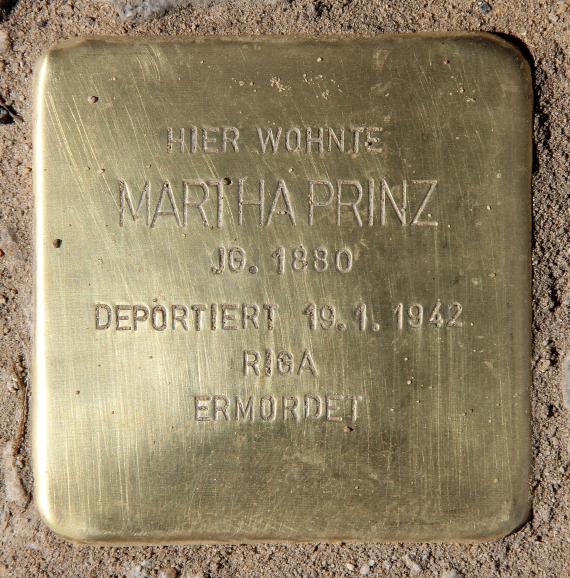 HIER WOHNTE
MARTHA PRINZ
JG. 1880
DEPORTIERT 19.1.1942
RIGA
ERMORDET